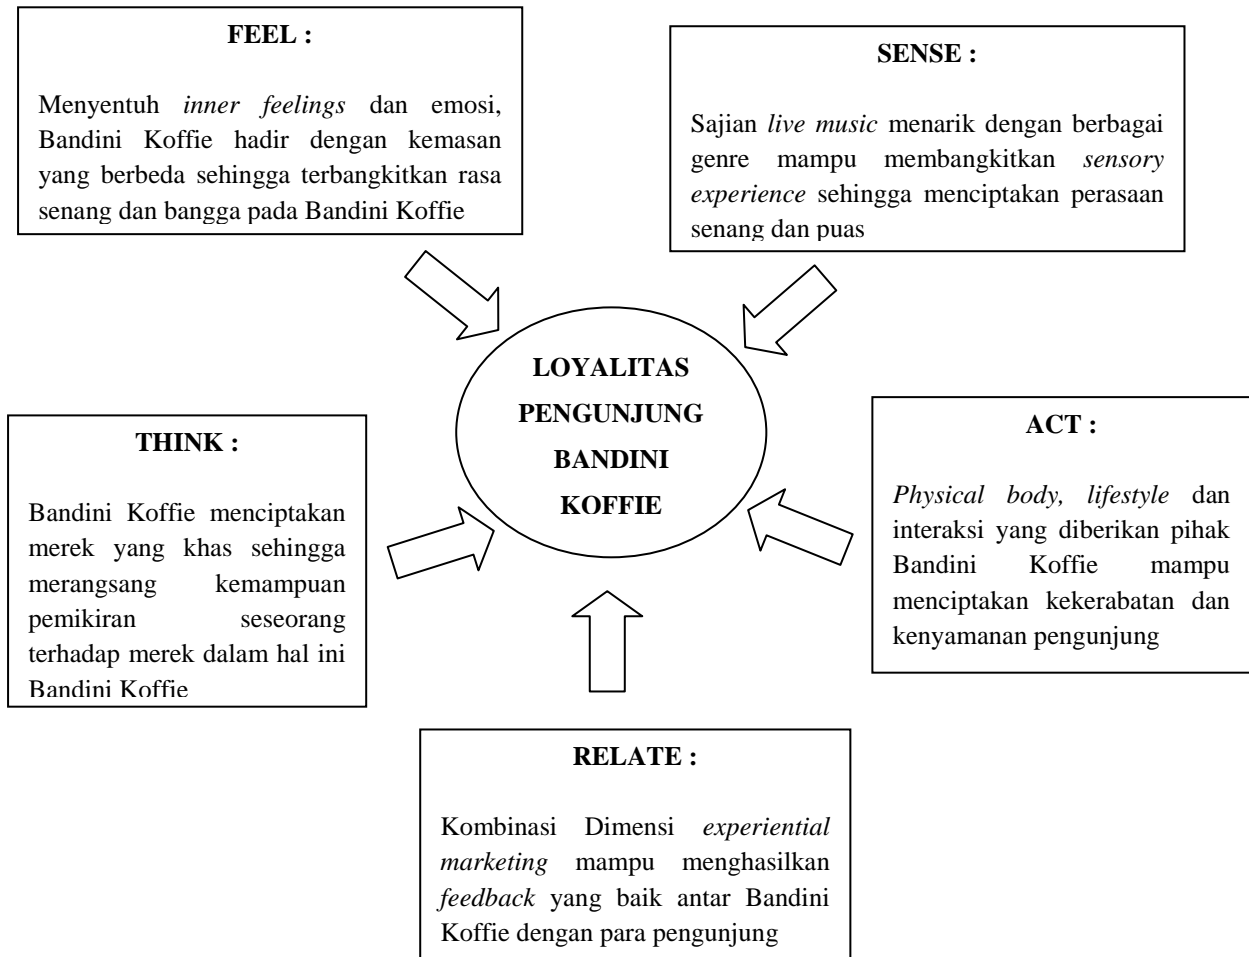 FEEL :
Menyentuh inner feelings dan emosi,
Bandini Koffie hadir dengan kemasan
yang berbeda sehingga terbangkitkan rasa
senang dan bangga pada Bandini Koffie
SENSE :
Sajian live music menarik dengan berbagai
genre mampu membangkitkan sensory
experience sehingga menciptakan perasaan
senang dan puas
LOYALITAS
PENGUNJUNG
BANDINI
KOFFIE
THINK :
Bandini Koffie menciptakan
merek yang khas sehingga
merangsang kemampuan
pemikiran seseorang
terhadap merek dalam hal ini
Bandini Koffie
ACT :
Physical body, lifestyle dan
interaksi yang diberikan pihak
Bandini Koffie mampu
menciptakan kekerabatan dan
kenyamanan pengunjung
RELATE :
Kombinasi Dimensi experiential
marketing mampu menghasilkan
feedback yang baik antar Bandini
Koffie dengan para pengunjung